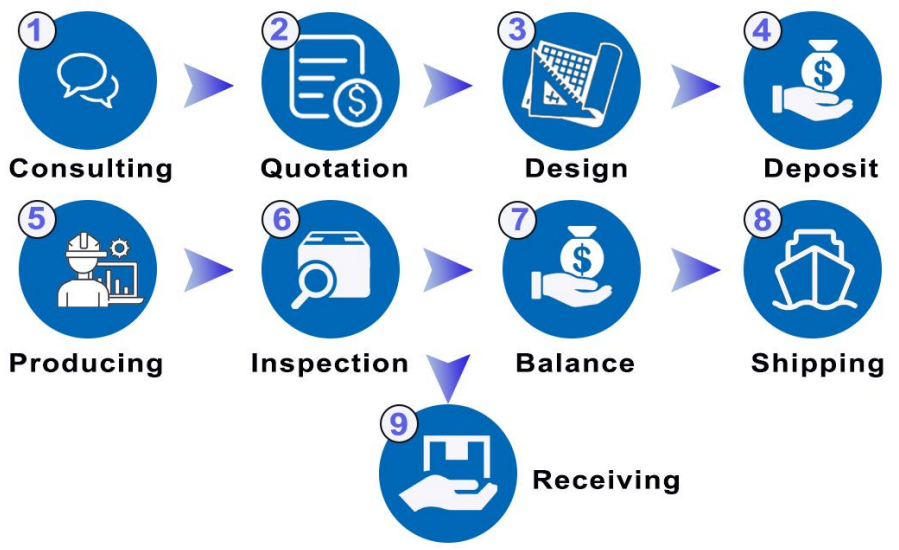 1
Consulting
2
$
Quotation
3
Design
4
$
Deposit
5
Producing
6
Inspection
7
$
Balance
8
Shipping
9
Receiving